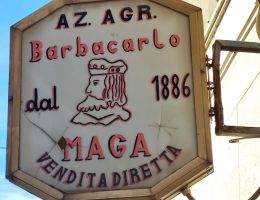 AZ. AGR.
Barbacarlo
dal 1886
MAGA
VENDITA DIRETTA